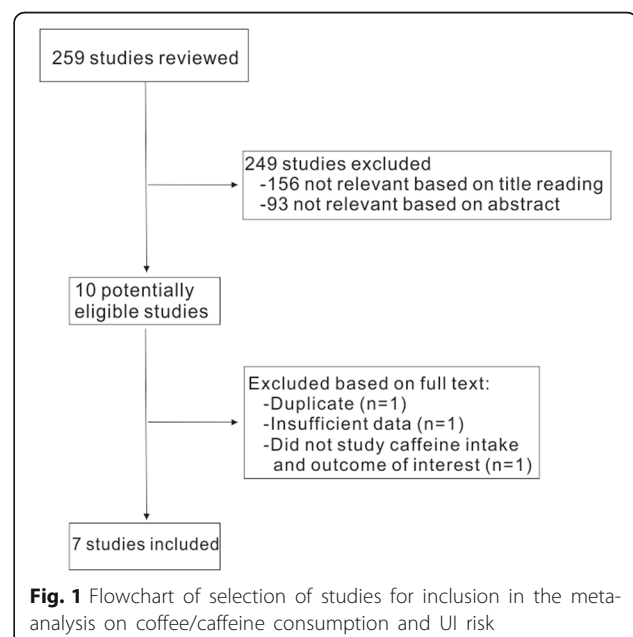 259 studies reviewed
249 studies excluded
-156 not relevant based on title reading
-93 not relevant based on abstract
10 potentially
eligible studies
Excluded based on full text:
-Duplicate (n=1)
-Insufficient data (n=1)
-Did not study caffeine intake
and outcome of interest (n=1)
7 studies included
Fig. 1 Flowchart of selection of studies for inclusion in the meta-
analysis on coffee/caffeine consumption and UI risk